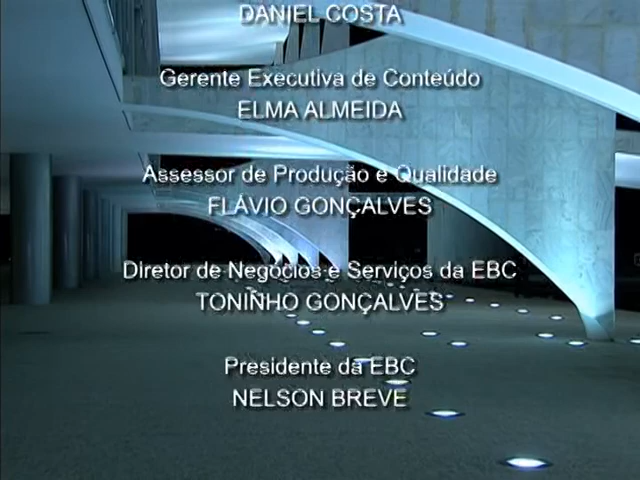 DANIEL COSTA
Gerente Executiva de Conteúdo
ELMA ALMEIDA
Assessor de Produção e Qualidade
FLÁVIO GONÇALVES
Diretor de Negócios e Serviços da EBC
TONINHO GONÇALVES
Presidente da EBC
NELSON BREVE